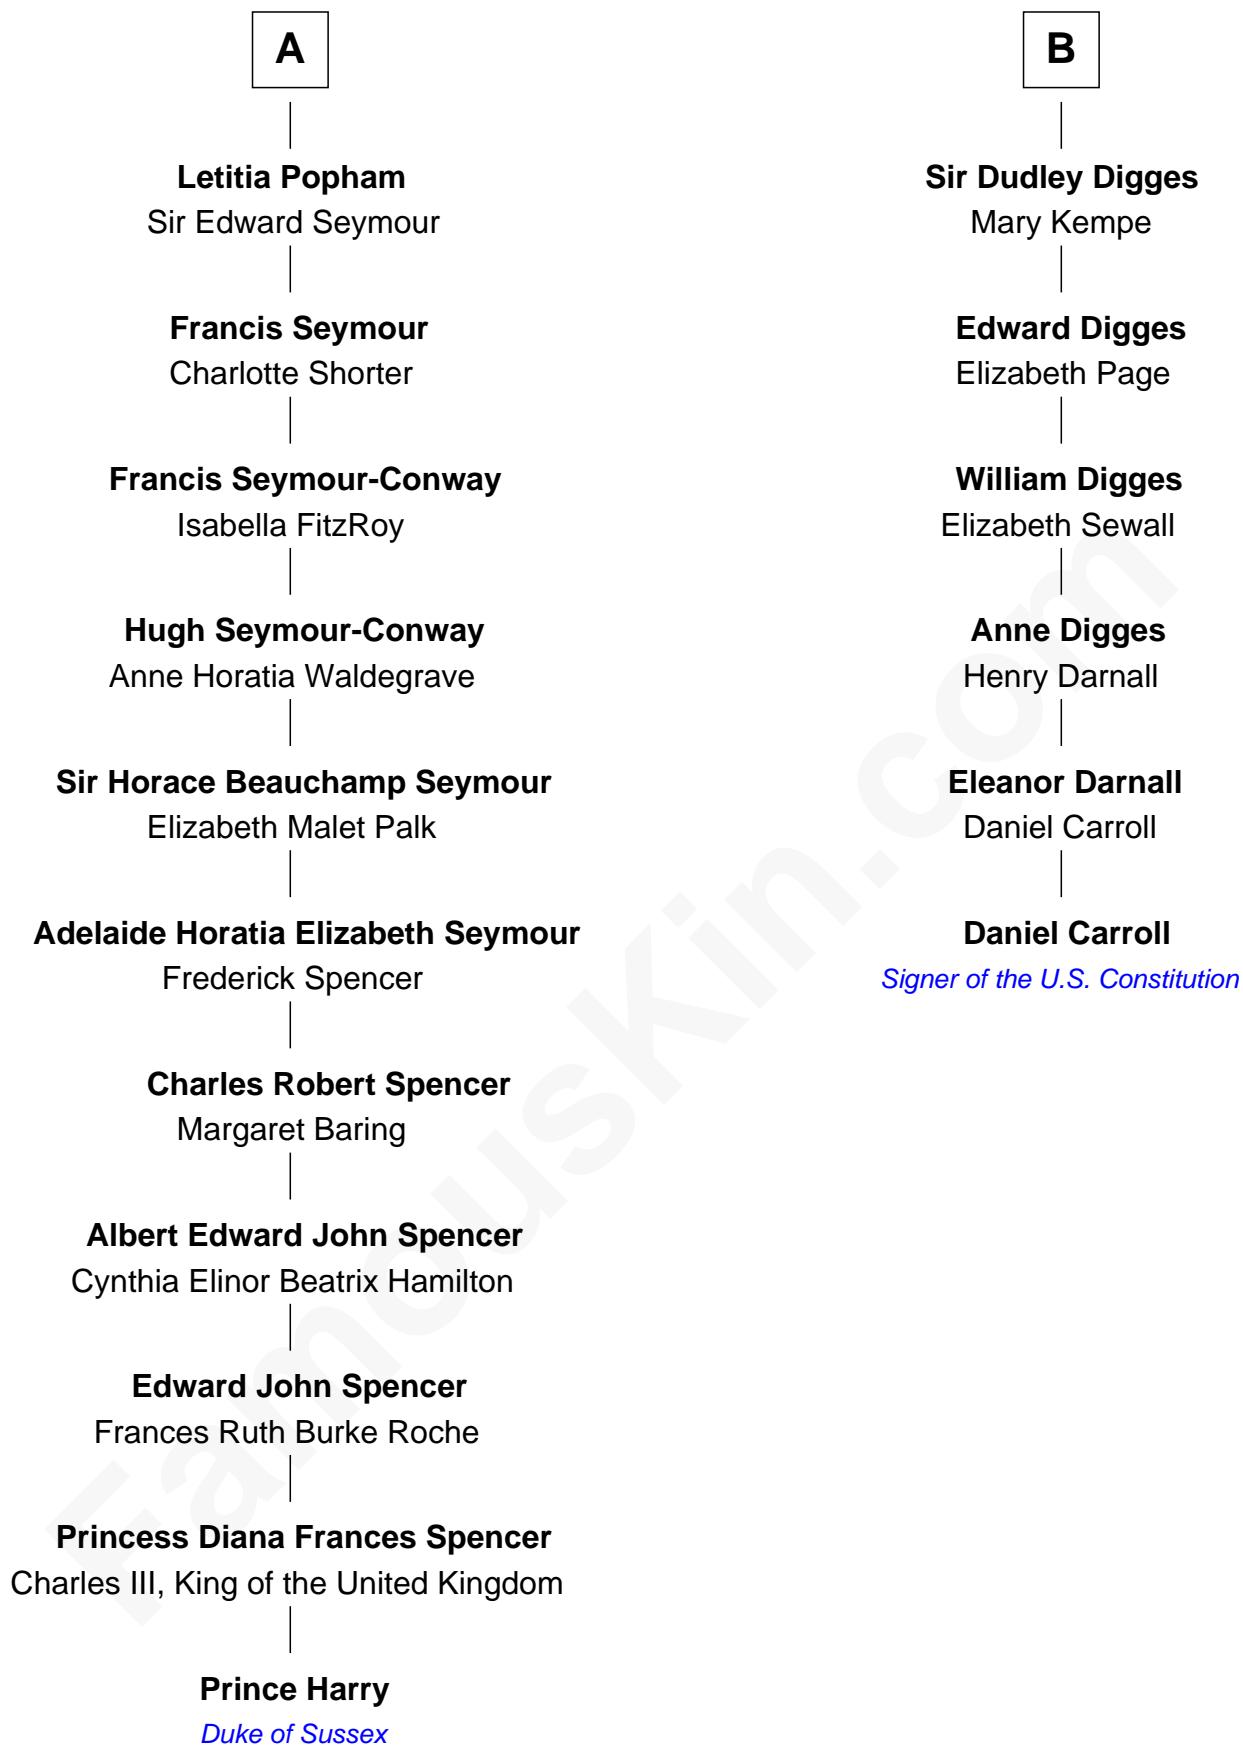 A
Letitia Popham
Sir Edward Seymour
Francis Seymour
Charlotte Shorter
Francis Seymour-Conway
Isabella FitzRoy
Hugh Seymour-Conway
Anne Horatia Waldegrave
Sir Horace Beauchamp Seymour
Elizabeth Malet Palk
Adelaide Horatia Elizabeth Seymour
Frederick Spencer
Charles Robert Spencer
Margaret Baring
Albert Edward John Spencer
Cynthia Elinor Beatrix Hamilton
Edward John Spencer
Frances Ruth Burke Roche
Princess Diana Frances Spencer
Charles III, King of the United Kingdom
Prince Harry
Duke of Sussex
B
Sir Dudley Digges
Mary Kempe
Edward Digges
Elizabeth Page
William Digges
Elizabeth Sewall
Anne Digges
Henry Darnall
Eleanor Darnall
Daniel Carroll
Daniel Carroll
Signer of the U.S. Constitution
FamousKin.com